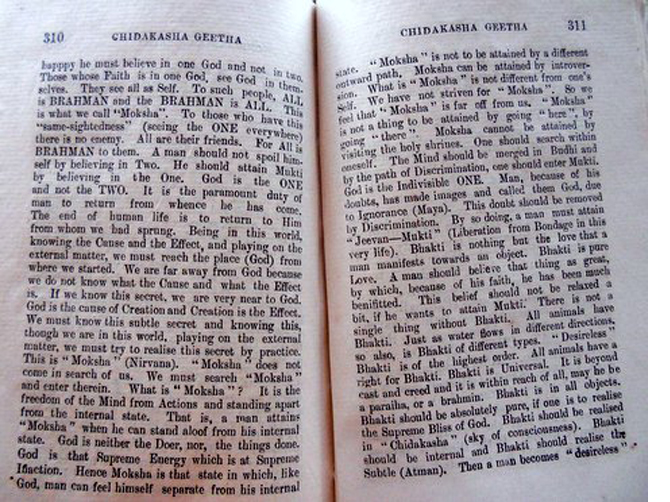 310 CHIDAKASHA GEETHA
happpy he must believe in one God and not in two.
Those whose Faith is in one God, see God in them-
selves. They see all as Self. To such people, ALL
is BRAHMAN and the BRAHMAN is ALL. This
is what we call "Moksha". To those who have this
"same-sightedness" (seeing the ONE everywhere)
there is no enemy. All are their friends. For All is
BRAHMAN to them. A man should not spoil him-
self by believing in Two. He should attain Mukti
by believing in the One. God is the ONE
and not the TWO. It is the paramount duty of
man to return from whence he has come.
The end of human life is to return to Him
from whom we had sprung. Being in this world,
knowing the Cause and the Effect, and playing on the
external matter, we must reach the place (God) from
where we started. We are far away from God because
we do not know what the Cause and what the Effect
is. If we know this secret, we are very near to God.
God is the cause of Creation and Creation is the Effect.
We must know this subtle secret and knowing this,
though we are in this world, playing on the external
matter, we must try to realise this secret by practice.
This is "Moksha" (Nirvana). "Moksha" does not
come in search of us. We must search "Moksha"
and enter therein. What is "Moksha"? It is the
freedom of the Mind from Actions and standing apart
from the internal state. That is, a man attains
"Moksha" when he can stand aloof from his internal
state. God is neither the Doer, nor, the things done.
God is that Supreme Energy which is at Supreme
Inaction. Hence Moksha is that state in which, like
God, man can feel himself separate from his internal
CHIDAKASHA GEETHA 311
state. "Moksha" is not to be attained by a different
outward path. Moksha can be attained by introver-
sion. What is "Moksha" is not different from one's
Self. We have not striven for "Moksha". So we
feel that "Moksha" is far off from us. "Moksha"
is not a thing to be attained by going "here", by
going "there". Moksha cannot be attained by
visiting the holy shrines. One should search within
oneself. The Mind should be merged in Budhi and
by the path of Discrimination, one should enter Mukti.
God is the Indivisible ONE. Man, because of his
doubts, has made images and called them God, due
to Ignorance (Maya). This doubt should be removed
by Discrimination. By so doing, a man must attain
"Jeevan—Mukti" (Liberation from Bondage in this
very life). Bhakti is nothing but the love that a
man manifests towards an object. Bhakti is pure
Love. A man should believe that thing as great,
by which, because of his faith, he has been much
benifitted. This belief should not be relaxed a
bit, if he wants to attain Mukti. There is not a
single thing without Bhakti. All animals have
Bhakti. Just as water flows in different directions,
so also, is Bhakti of different types. "Desireless"
Bhakti is of the highest order. All animals have a
right for Bhakti. Bhakti is Universal. It is beyond
cast and creed and it is within reach of all, may he be
a paraiha, or a brahmin. Bhakti is in all objects.
Bhakti should be absolutely pure, if one is to realise
the Supreme Bliss of God. Bhakti should be realised
in "Chidakasha" (sky of consciousness). Bhakti
should be internal and Bhakti should realise the
Subtle (Atman). Then a man becomes "desireless".